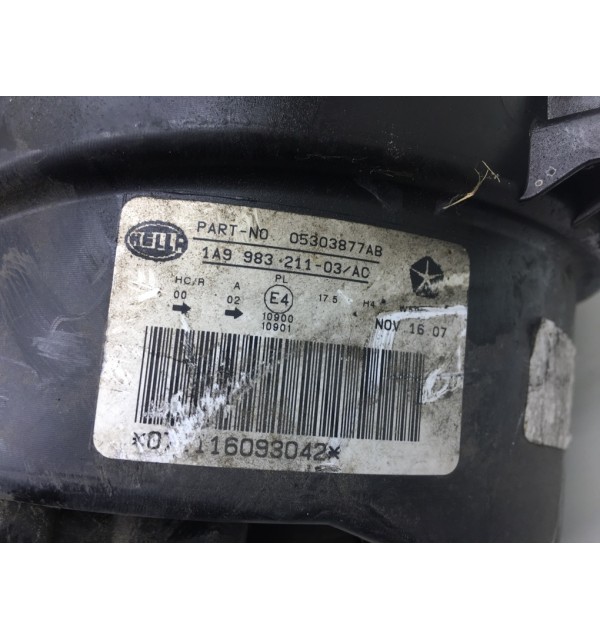 HELLA
PART-NO 05303877AB
1A9 983 211-03/AC
HC/R A PL
00 02 E4 17.5 H4
10900
10901
NOV 16 07
116093042*